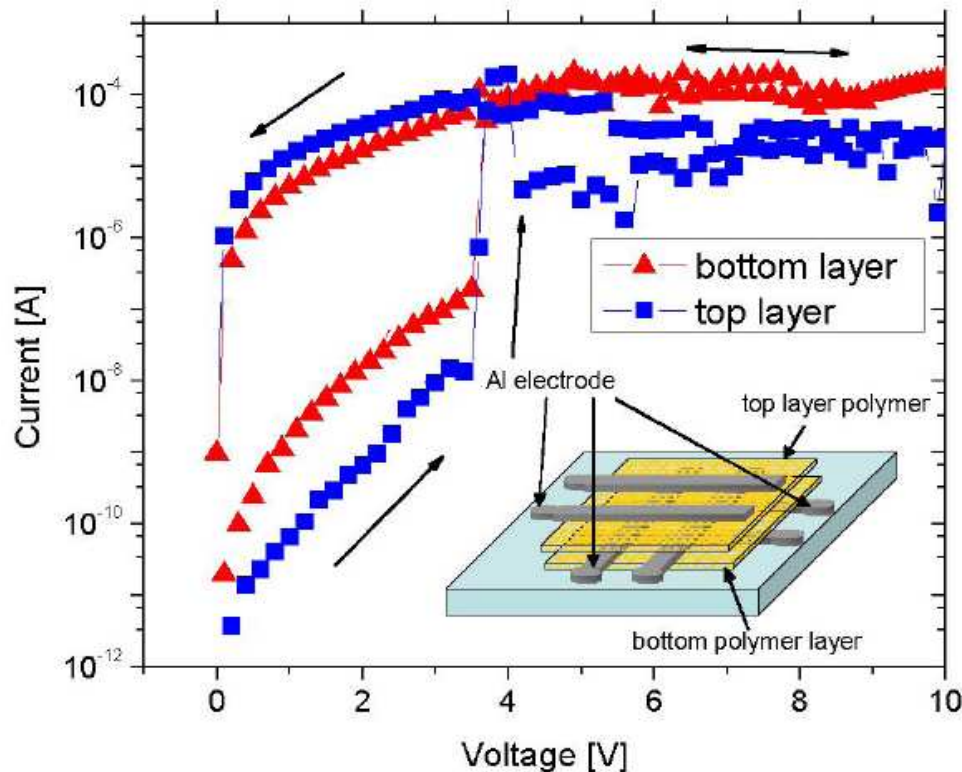 10⁻⁴
10⁻⁶
10⁻⁸
10⁻¹⁰
10⁻¹²
Current [A]
bottom layer
top layer
Al electrode
top layer polymer
bottom polymer layer
0
2
4
6
8
10
Voltage [V]